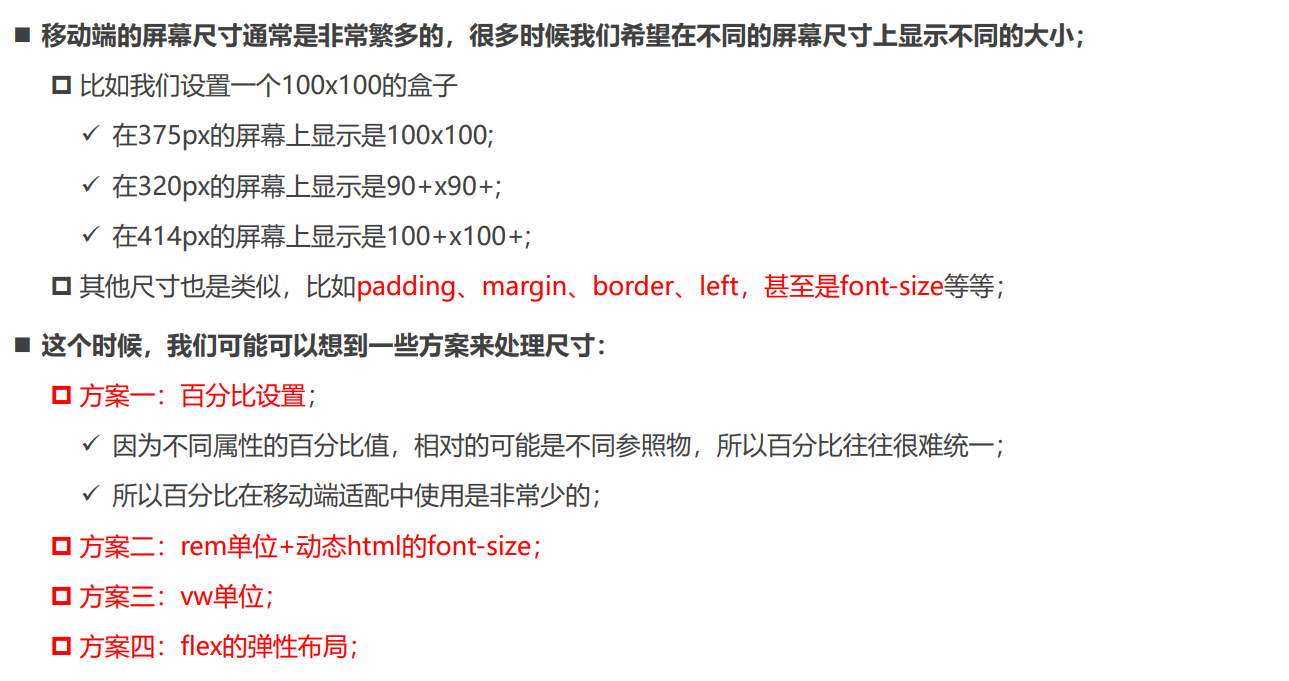 移动端的屏幕尺寸通常是非常繁多的，很多时候我们希望在不同的屏幕尺寸上显示不同的大小；
比如我们设置一个100x100的盒子
在375px的屏幕上显示是100x100;
在320px的屏幕上显示是90+x90+;
在414px的屏幕上显示是100+x100+;
其他尺寸也是类似，比如padding、margin、border、left，甚至是font-size等等；
这个时候，我们可能可以想到一些方案来处理尺寸：
方案一：百分比设置；
因为不同属性的百分比值，相对的可能是不同参照物，所以百分比往往很难统一；
所以百分比在移动端适配中使用是非常少的；
方案二：rem单位+动态html的font-size；
方案三：vw单位；
方案四：flex的弹性布局；